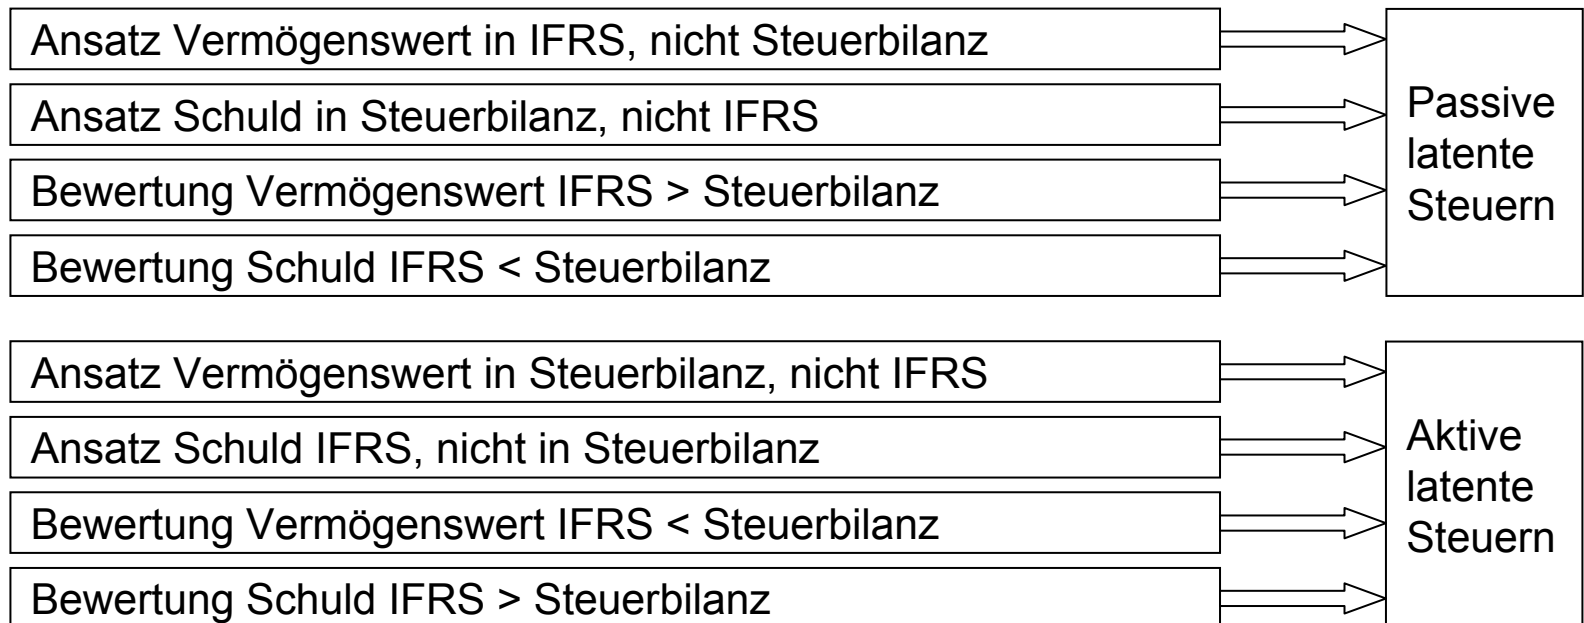 Ansatz Vermögenswert in IFRS, nicht Steuerbilanz
Ansatz Schuld in Steuerbilanz, nicht IFRS
Bewertung Vermögenswert IFRS > Steuerbilanz
Bewertung Schuld IFRS < Steuerbilanz
Passive
latente
Steuern
Ansatz Vermögenswert in Steuerbilanz, nicht IFRS
Ansatz Schuld IFRS, nicht in Steuerbilanz
Bewertung Vermögenswert IFRS < Steuerbilanz
Bewertung Schuld IFRS > Steuerbilanz
Aktive
latente
Steuern